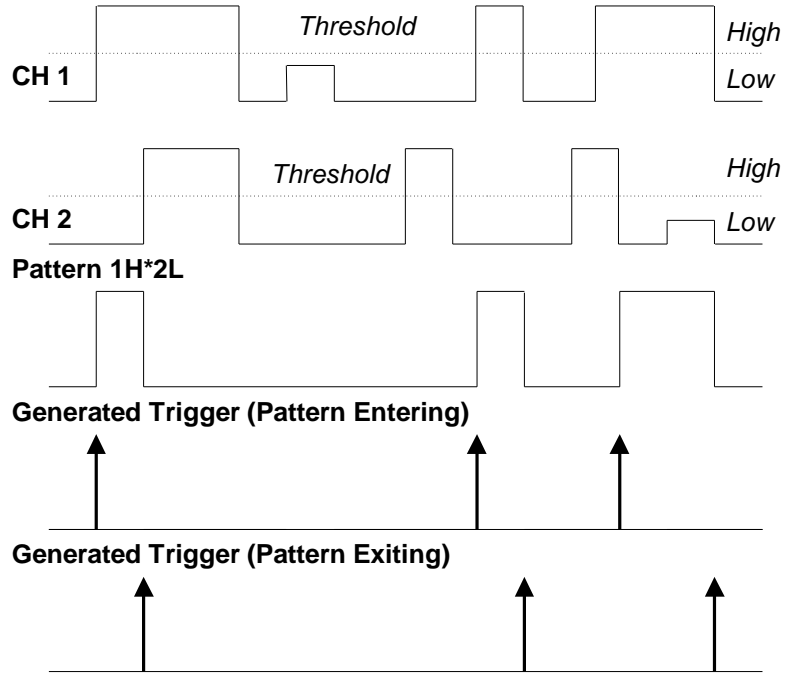 Threshold
High
CH 1
Low
Threshold
High
CH 2
Low
Pattern 1H*2L
Generated Trigger (Pattern Entering)
Generated Trigger (Pattern Exiting)